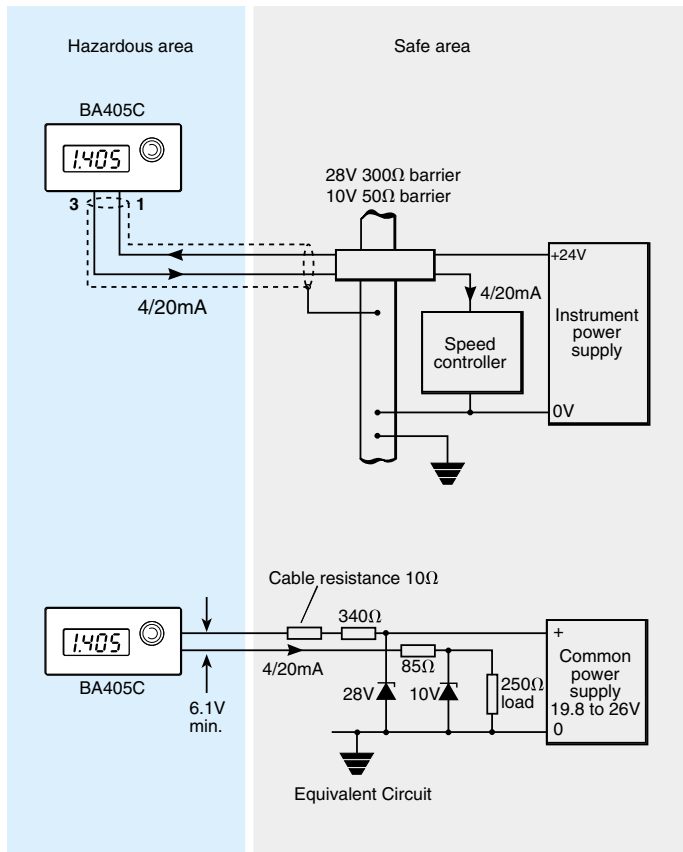 Hazardous area
Safe area
BA405C
1.405
3
1
28V 300Ω barrier
10V 50Ω barrier
+24V
4/20mA
4/20mA
Instrument
power
supply
Speed
controller
0V
Cable resistance 10Ω
340Ω
1.405
+
4/20mA
85Ω
Common
power
supply
19.8 to 26V
BA405C
28V
10V
250Ω
load
6.1V
min.
0
Equivalent Circuit